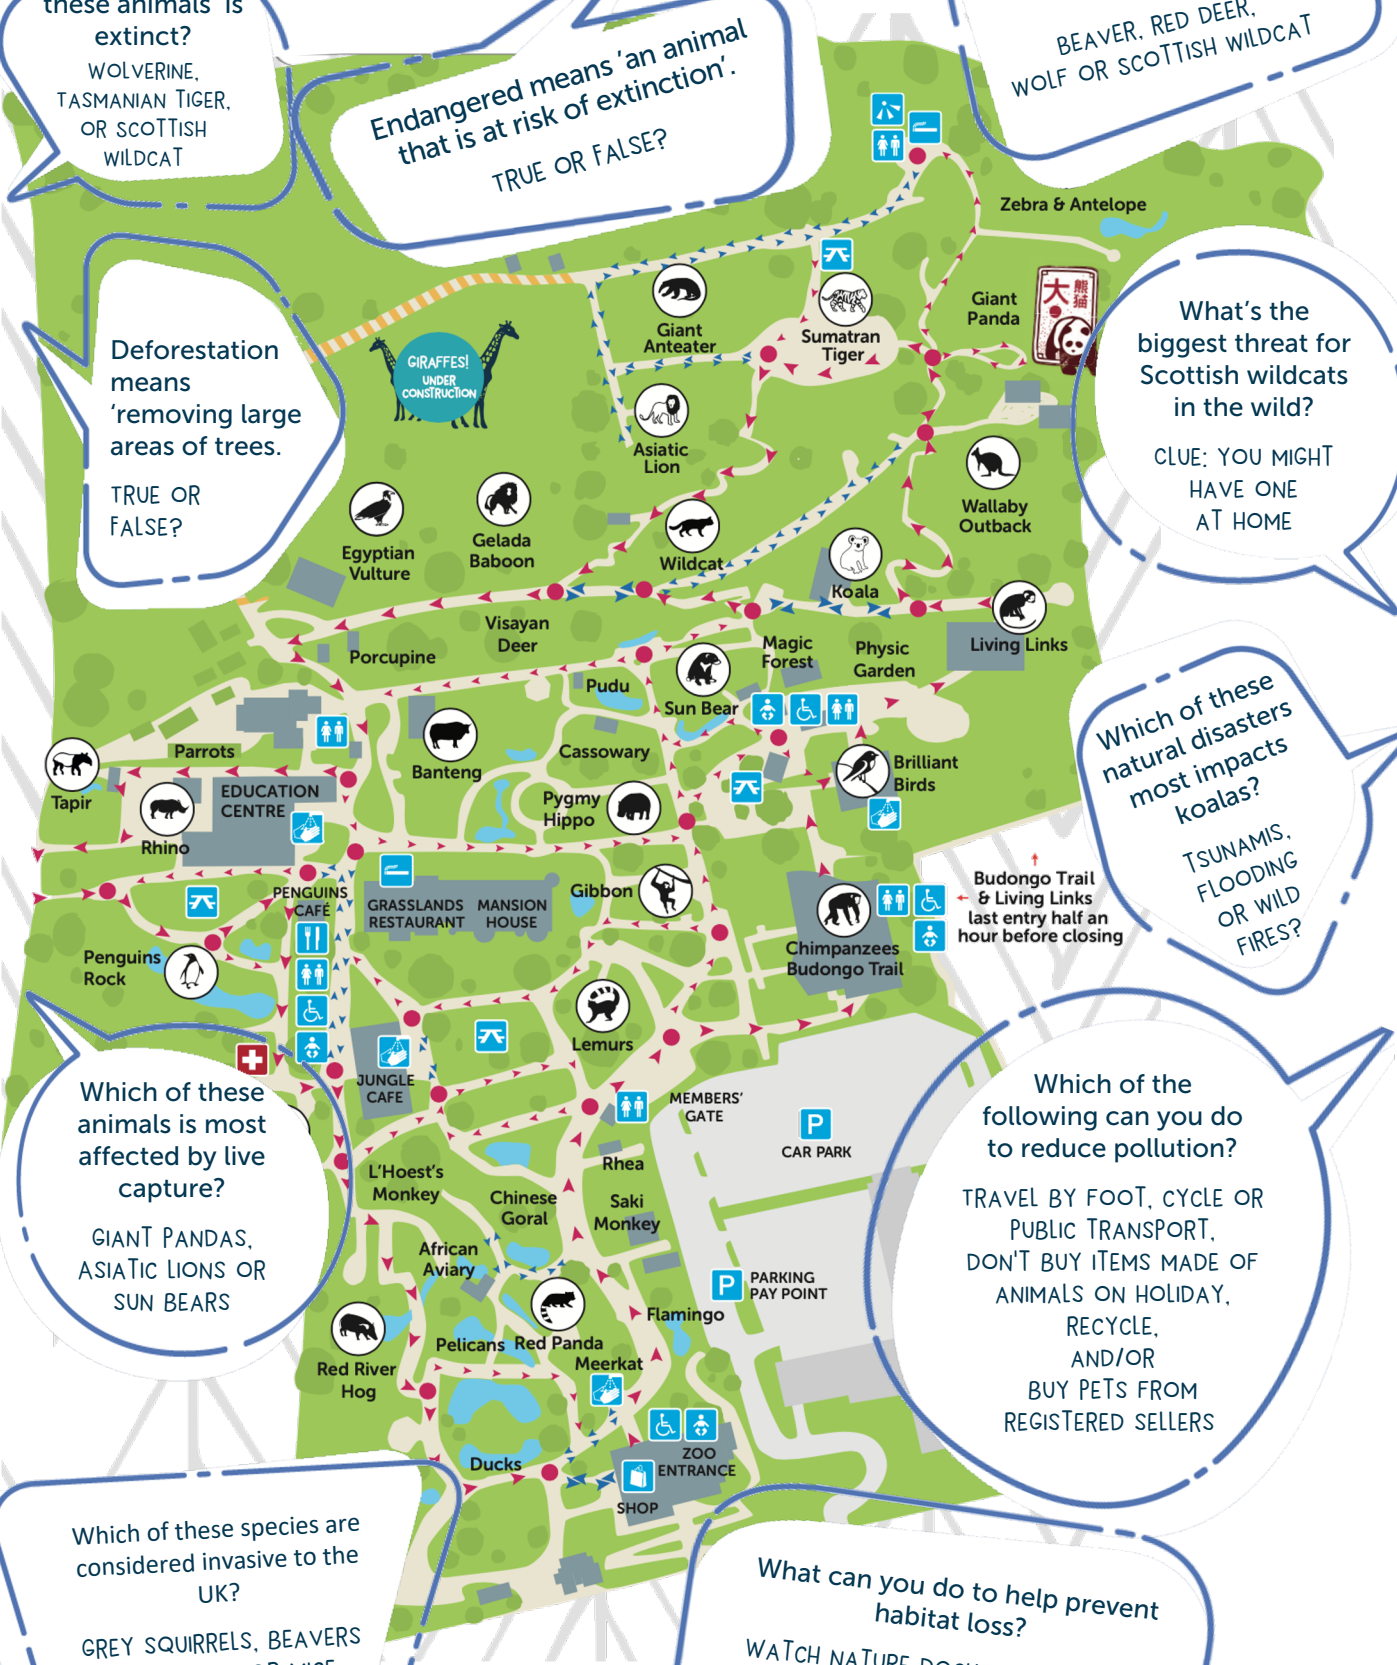 these animals is
extinct?
WOLVERINE,
TASMANIAN TIGER,
OR SCOTTISH
WILDCAT
Endangered means 'an animal
that is at risk of extinction'.
TRUE OR FALSE?
BEAVER, RED DEER,
WOLF OR SCOTTISH WILDCAT
Zebra & Antelope
Deforestation
means
'removing large
areas of trees.
TRUE OR
FALSE?
GIRAFFES!
UNDER
CONSTRUCTION
Giant
Anteater
Sumatran
Tiger
Giant
Panda
大熊猫
What's the
biggest threat for
Scottish wildcats
in the wild?
CLUE: YOU MIGHT
HAVE ONE
AT HOME
Asiatic
Lion
Egyptian
Vulture
Gelada
Baboon
Wildcat
Koala
Wallaby
Outback
Living Links
Visayan
Deer
Porcupine
Pudu
Sun Bear
Magic
Forest
Physic
Garden
Which of these
natural disasters
most impacts
koalas?
TSUNAMIS,
FLOODING
OR WILD
FIRES?
Parrots
Tapir
Rhino
EDUCATION
CENTRE
Banteng
Cassowary
Pygmy
Hippo
Brilliant
Birds
PENGUINS
CAFÉ
GRASSLANDS
RESTAURANT
MANSION
HOUSE
Gibbon
Chimpanzees
Budongo Trail
Budongo Trail
& Living Links
last entry half an
hour before closing
Penguins
Rock
Lemurs
JUNGLE
CAFE
MEMBERS'
GATE
P
CAR PARK
Which of these
animals is most
affected by live
capture?
GIANT PANDAS,
ASIATIC LIONS OR
SUN BEARS
Which of the
following can you do
to reduce pollution?
TRAVEL BY FOOT, CYCLE OR
PUBLIC TRANSPORT,
DON'T BUY ITEMS MADE OF
ANIMALS ON HOLIDAY,
RECYCLE,
AND/OR
BUY PETS FROM
REGISTERED SELLERS
L'Hoest's
Monkey
Chinese
Goral
Rhea
Saki
Monkey
African
Aviary
P
PARKING
PAY POINT
Flamingo
Pelicans
Red Panda
Meerkat
Red River
Hog
Ducks
ZOO
ENTRANCE
SHOP
Which of these species are
considered invasive to the
UK?
GREY SQUIRRELS, BEAVERS
What can you do to help prevent
habitat loss?
WATCH NATURE